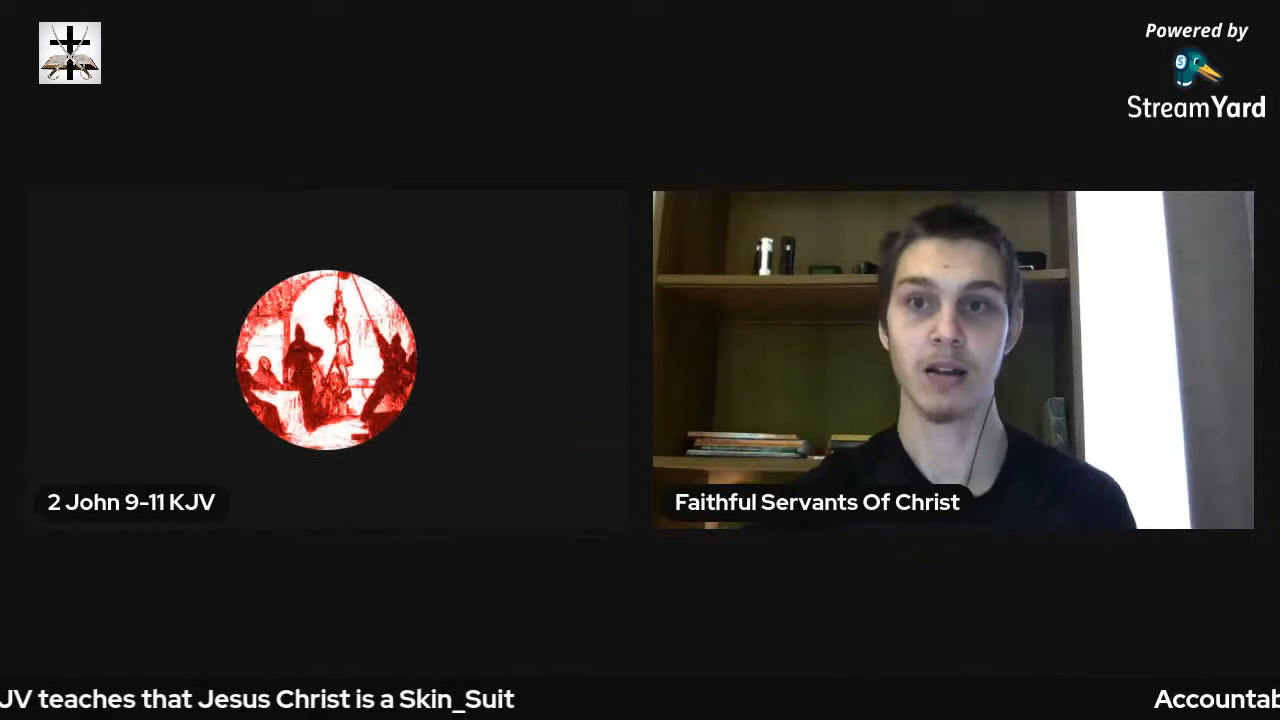 Powered by
StreamYard
2 John 9-11 KJV
Faithful Servants Of Christ
JV teaches that Jesus Christ is a Skin_Suit
Accountab